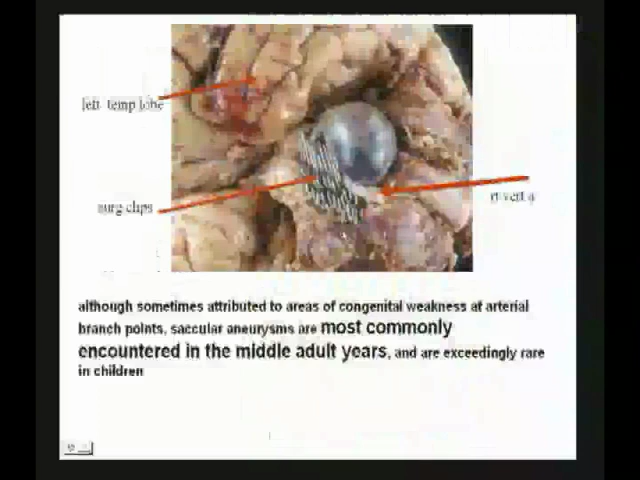 left temp lobe
surg clips
rt vert a
although sometimes attributed to areas of congenital weakness at arterial
branch points, saccular aneurysms are most commonly
encountered in the middle adult years, and are exceedingly rare
in children